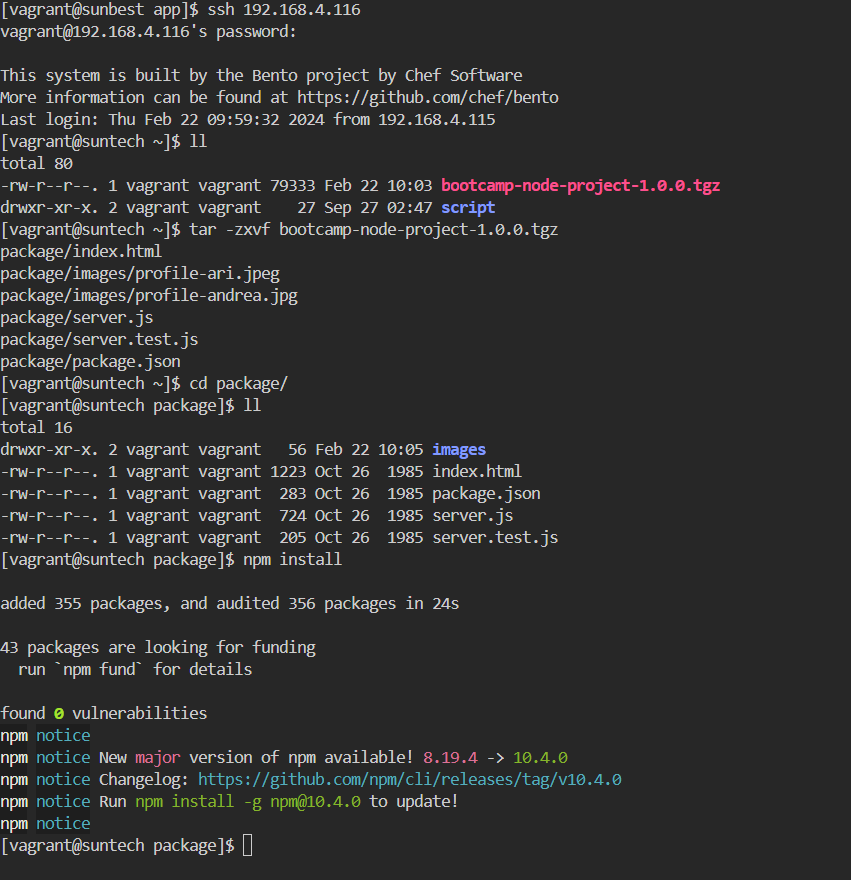 [vagrant@sunbest app]$ ssh 192.168.4.116
vagrant@192.168.4.116's password:
This system is built by the Bento project by Chef Software
More information can be found at https://github.com/chef/bento
Last login: Thu Feb 22 09:59:32 2024 from 192.168.4.115
[vagrant@suntech ~]$ ll
total 80
-rw-r--r--. 1 vagrant vagrant 79333 Feb 22 10:03 bootcamp-node-project-1.0.0.tgz
drwxr-xr-x. 2 vagrant vagrant    27 Sep 27 02:47 script
[vagrant@suntech ~]$ tar -zxvf bootcamp-node-project-1.0.0.tgz
package/index.html
package/images/profile-ari.jpeg
package/images/profile-andrea.jpg
package/server.js
package/server.test.js
package/package.json
[vagrant@suntech ~]$ cd package/
[vagrant@suntech package]$ ll
total 16
drwxr-xr-x. 2 vagrant vagrant   56 Feb 22 10:05 images
-rw-r--r--. 1 vagrant vagrant 1223 Oct 26  1985 index.html
-rw-r--r--. 1 vagrant vagrant  283 Oct 26  1985 package.json
-rw-r--r--. 1 vagrant vagrant  724 Oct 26  1985 server.js
-rw-r--r--. 1 vagrant vagrant  205 Oct 26  1985 server.test.js
[vagrant@suntech package]$ npm install
added 355 packages, and audited 356 packages in 24s
43 packages are looking for funding
  run `npm fund` for details
found 0 vulnerabilities
npm notice
npm notice New major version of npm available! 8.19.4 -> 10.4.0
npm notice Changelog: https://github.com/npm/cli/releases/tag/v10.4.0
npm notice Run npm install -g npm@10.4.0 to update!
npm notice
[vagrant@suntech package]$